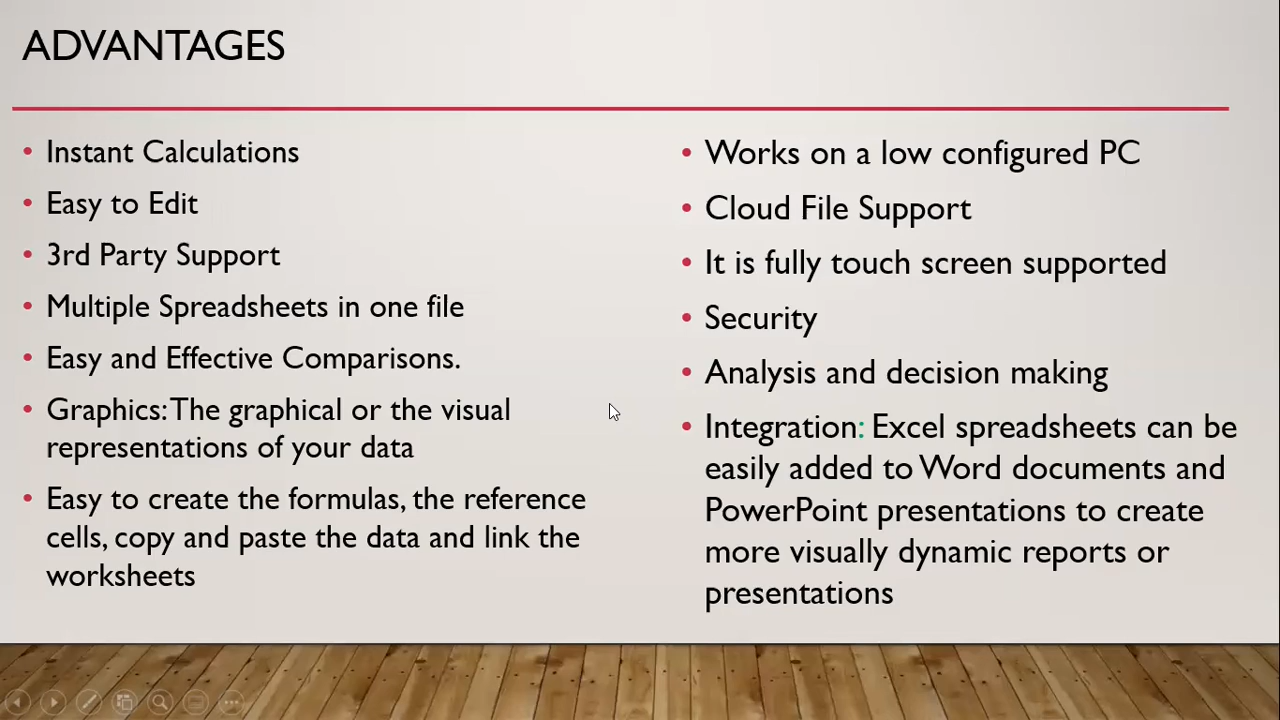 ADVANTAGES
• Instant Calculations
• Easy to Edit
• 3rd Party Support
• Multiple Spreadsheets in one file
• Easy and Effective Comparisons.
• Graphics: The graphical or the visual
representations of your data
• Easy to create the formulas, the reference
cells, copy and paste the data and link the
worksheets
• Works on a low configured PC
• Cloud File Support
• It is fully touch screen supported
• Security
• Analysis and decision making
• Integration: Excel spreadsheets can be
easily added to Word documents and
PowerPoint presentations to create
more visually dynamic reports or
presentations